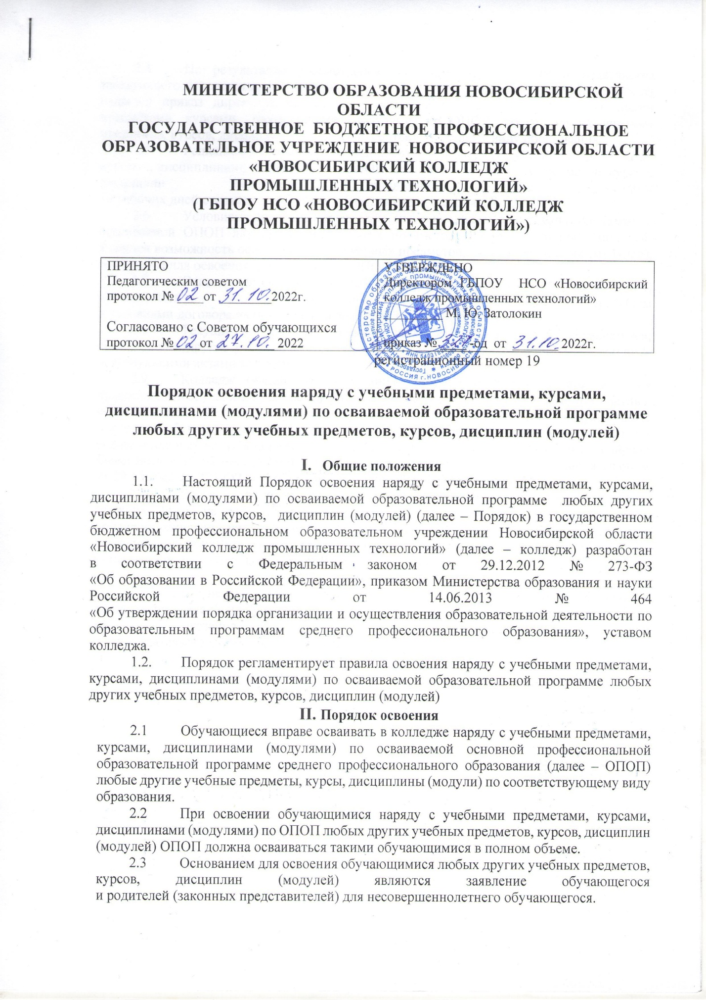 МИНИСТЕРСТВО ОБРАЗОВАНИЯ НОВОСИБИРСКОЙ
ОБЛАСТИ
ГОСУДАРСТВЕННОЕ БЮДЖЕТНОЕ ПРОФЕССИОНАЛЬНОЕ
ОБРАЗОВАТЕЛЬНОЕ УЧРЕЖДЕНИЕ НОВОСИБИРСКОЙ ОБЛАСТИ
«НОВОСИБИРСКИЙ КОЛЛЕДЖ
ПРОМЫШЛЕННЫХ ТЕХНОЛОГИЙ»
(ГБПОУ НСО «НОВОСИБИРСКИЙ КОЛЛЕДЖ
ПРОМЫШЛЕННЫХ ТЕХНОЛОГИЙ»)
ПРИНЯТО
Педагогическим советом
протокол № 02 от 31.10.2022г.
Согласовано с Советом обучающихся
протокол № 02 от 27.10. 2022
УТВЕРЖДЕНО
Директором ГБПОУ НСО «Новосибирский
колледж промышленных технологий»
М. Ю. Затолокин
приказ № -од от 31.10.2022г.
регистрационный номер 19
Порядок освоения наряду с учебными предметами, курсами,
дисциплинами (модулями) по осваиваемой образовательной программе
любых других учебных предметов, курсов, дисциплин (модулей)
I. Общие положения
1.1. Настоящий Порядок освоения наряду с учебными предметами, курсами,
дисциплинами (модулями) по осваиваемой образовательной программе любых других
учебных предметов, курсов, дисциплин (модулей) (далее – Порядок) в государственном
бюджетном профессиональном образовательном учреждении Новосибирской области
«Новосибирский колледж промышленных технологий» (далее – колледж) разработан
в соответствии с Федеральным законом от 29.12.2012 № 273-ФЗ
«Об образовании в Российской Федерации», приказом Министерства образования и науки
Российской Федерации от 14.06.2013 № 464
«Об утверждении порядка организации и осуществления образовательной деятельности по
образовательным программам среднего профессионального образования», уставом
колледжа.
1.2. Порядок регламентирует правила освоения наряду с учебными предметами,
курсами, дисциплинами (модулями) по осваиваемой образовательной программе любых
других учебных предметов, курсов, дисциплин (модулей)
II. Порядок освоения
2.1 Обучающиеся вправе осваивать в колледже наряду с учебными предметами,
курсами, дисциплинами (модулями) по осваиваемой основной профессиональной
образовательной программе среднего профессионального образования (далее – ОПОП)
любые другие учебные предметы, курсы, дисциплины (модули) по соответствующему виду
образования.
2.2 При освоении обучающимися наряду с учебными предметами, курсами,
дисциплинами (модулями) по ОПОП любых других учебных предметов, курсов, дисциплин
(модулей) ОПОП должна осваиваться такими обучающимися в полном объеме.
2.3 Основанием для освоения обучающимися любых других учебных предметов,
курсов, дисциплин (модулей) являются заявление обучающегося
и родителей (законных представителей) для несовершеннолетнего обучающегося.